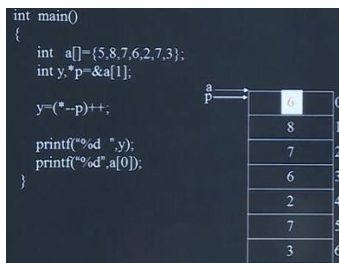 int main()
{
int a[]={5,8,7,6,2,7,3};
int y,*p=&a[1];
y=(*--p)++;
printf("%d ",y);
printf("%d",a[0]);
}
a
p
6 0
8 1
7 2
6 3
2 4
7 5
3 6